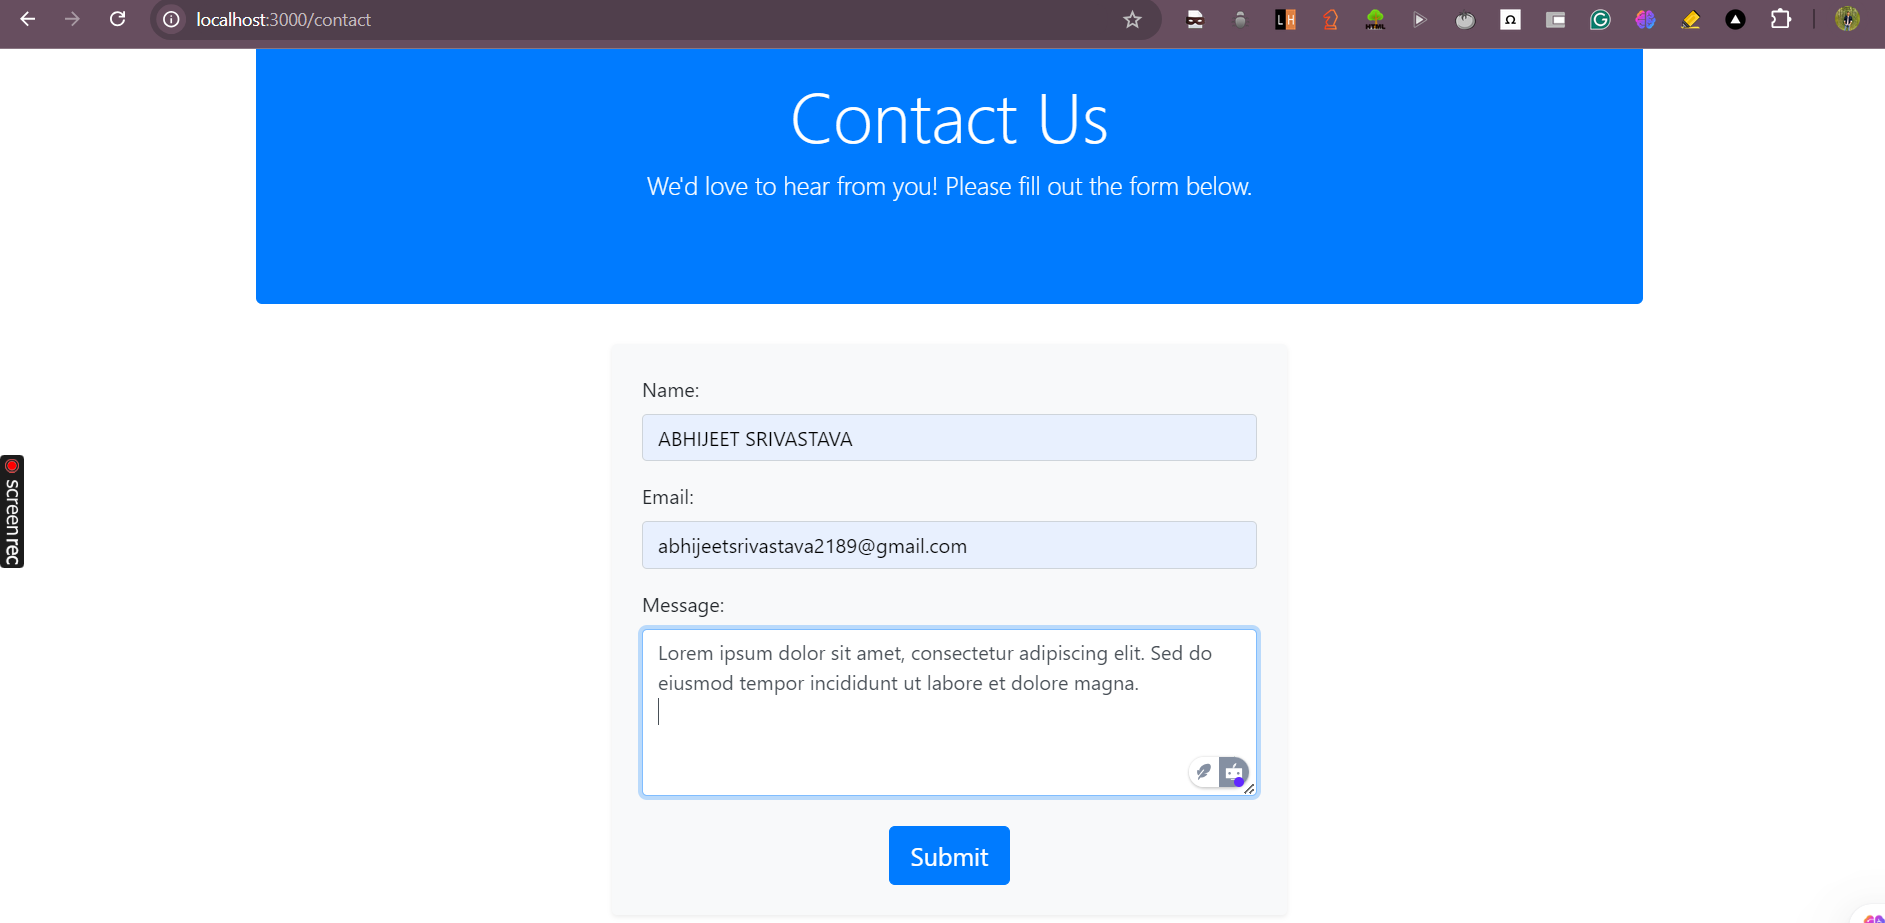 localhost:3000/contact
LH
HTML
Ω
Contact Us
We'd love to hear from you! Please fill out the form below.
Name:
ABHIJEET SRIVASTAVA
Email:
abhijeetsrivastava2189@gmail.com
Message:
Lorem ipsum dolor sit amet, consectetur adipiscing elit. Sed do
eiusmod tempor incididunt ut labore et dolore magna.
Submit
screenrec